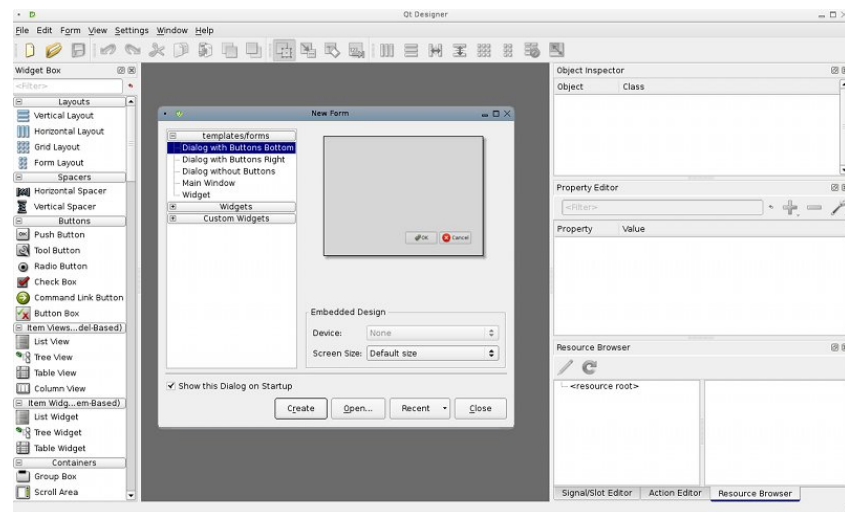 Qt Designer
File Edit Form View Settings Window Help
Widget Box
<Filter>
Layouts
Vertical Layout
Horizontal Layout
Grid Layout
Form Layout
Spacers
Horizontal Spacer
Vertical Spacer
Buttons
Push Button
Tool Button
Radio Button
Check Box
Command Link Button
Button Box
Item Views...del-Based)
List View
Tree View
Table View
Column View
Item Widg...em-Based)
List Widget
Tree Widget
Table Widget
Containers
Group Box
Scroll Area
New Form
templates/forms
Dialog with Buttons Bottom
Dialog with Buttons Right
Dialog without Buttons
Main Window
Widget
Widgets
Custom Widgets
OK Cancel
Embedded Design
Device: None
Screen Size: Default size
Show this Dialog on Startup
Create Open... Recent Close
Object Inspector
Object Class
Property Editor
<Filter>
Property Value
Resource Browser
<resource root>
Signal/Slot Editor Action Editor Resource Browser